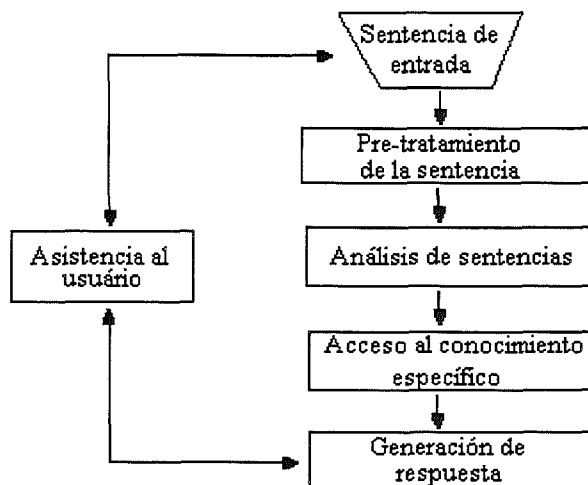 Sentencia de
entrada
Pre-tratamiento
de la sentencia
Asistencia al
usuário
Análisis de sentencias
Acceso al conocimiento
específico
Generación de
respuesta